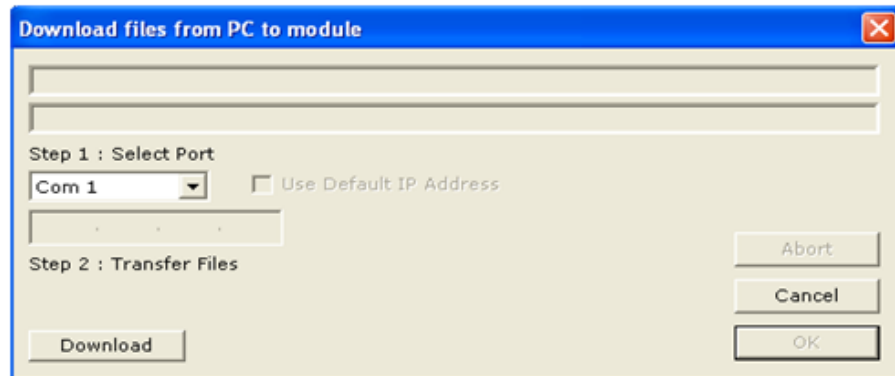 Download files from PC to module
Step 1 : Select Port
Com 1
Use Default IP Address
Step 2 : Transfer Files
Abort
Cancel
Download
OK